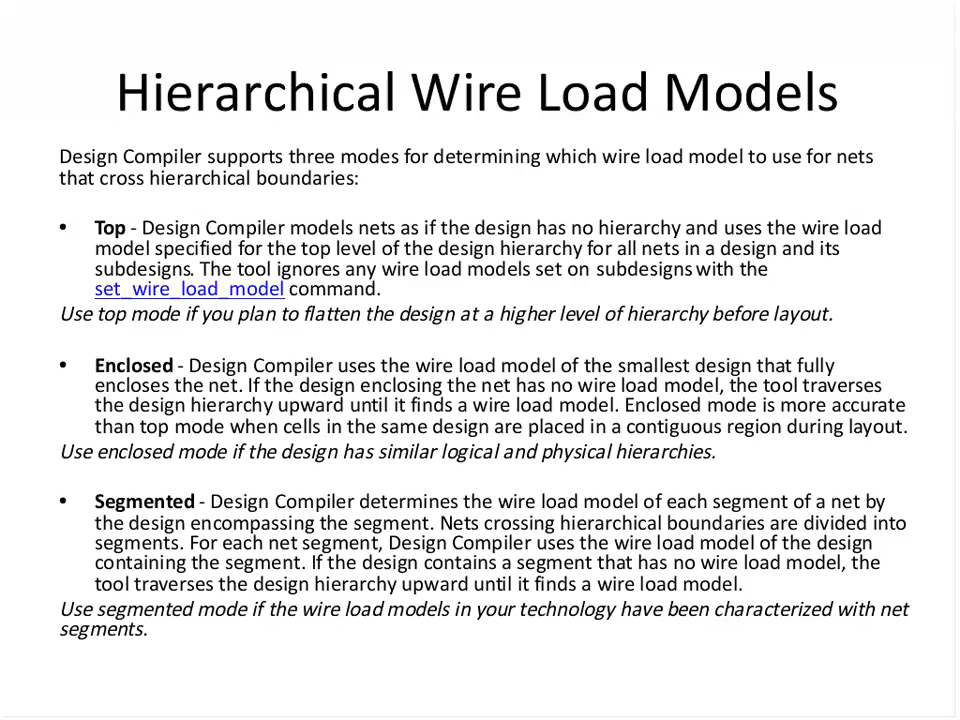 Hierarchical Wire Load Models
Design Compiler supports three modes for determining which wire load model to use for nets
that cross hierarchical boundaries:
• Top - Design Compiler models nets as if the design has no hierarchy and uses the wire load
model specified for the top level of the design hierarchy for all nets in a design and its
subdesigns. The tool ignores any wire load models set on subdesigns with the
set_wire_load_model command.
Use top mode if you plan to flatten the design at a higher level of hierarchy before layout.
• Enclosed - Design Compiler uses the wire load model of the smallest design that fully
encloses the net. If the design enclosing the net has no wire load model, the tool traverses
the design hierarchy upward until it finds a wire load model. Enclosed mode is more accurate
than top mode when cells in the same design are placed in a contiguous region during layout.
Use enclosed mode if the design has similar logical and physical hierarchies.
• Segmented - Design Compiler determines the wire load model of each segment of a net by
the design encompassing the segment. Nets crossing hierarchical boundaries are divided into
segments. For each net segment, Design Compiler uses the wire load model of the design
containing the segment. If the design contains a segment that has no wire load model, the
tool traverses the design hierarchy upward until it finds a wire load model.
Use segmented mode if the wire load models in your technology have been characterized with net
segments.